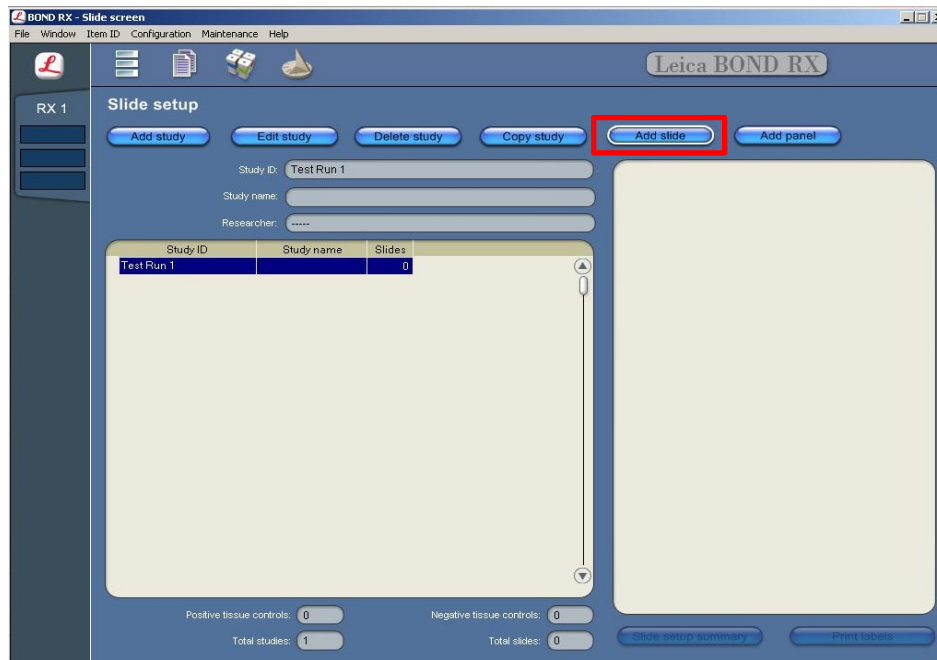 BOND RX - Slide screen
File Window Item ID Configuration Maintenance Help
Leica BOND RX
RX 1
Slide setup
Add study Edit study Delete study Copy study Add slide Add panel
Study ID: Test Run 1
Study name:
Researcher: -----
Study ID Study name Slides
Test Run 1 0
Positive tissue controls: 0 Negative tissue controls: 0
Total studies: 1 Total slides: 0
Slide setup summary Print labels